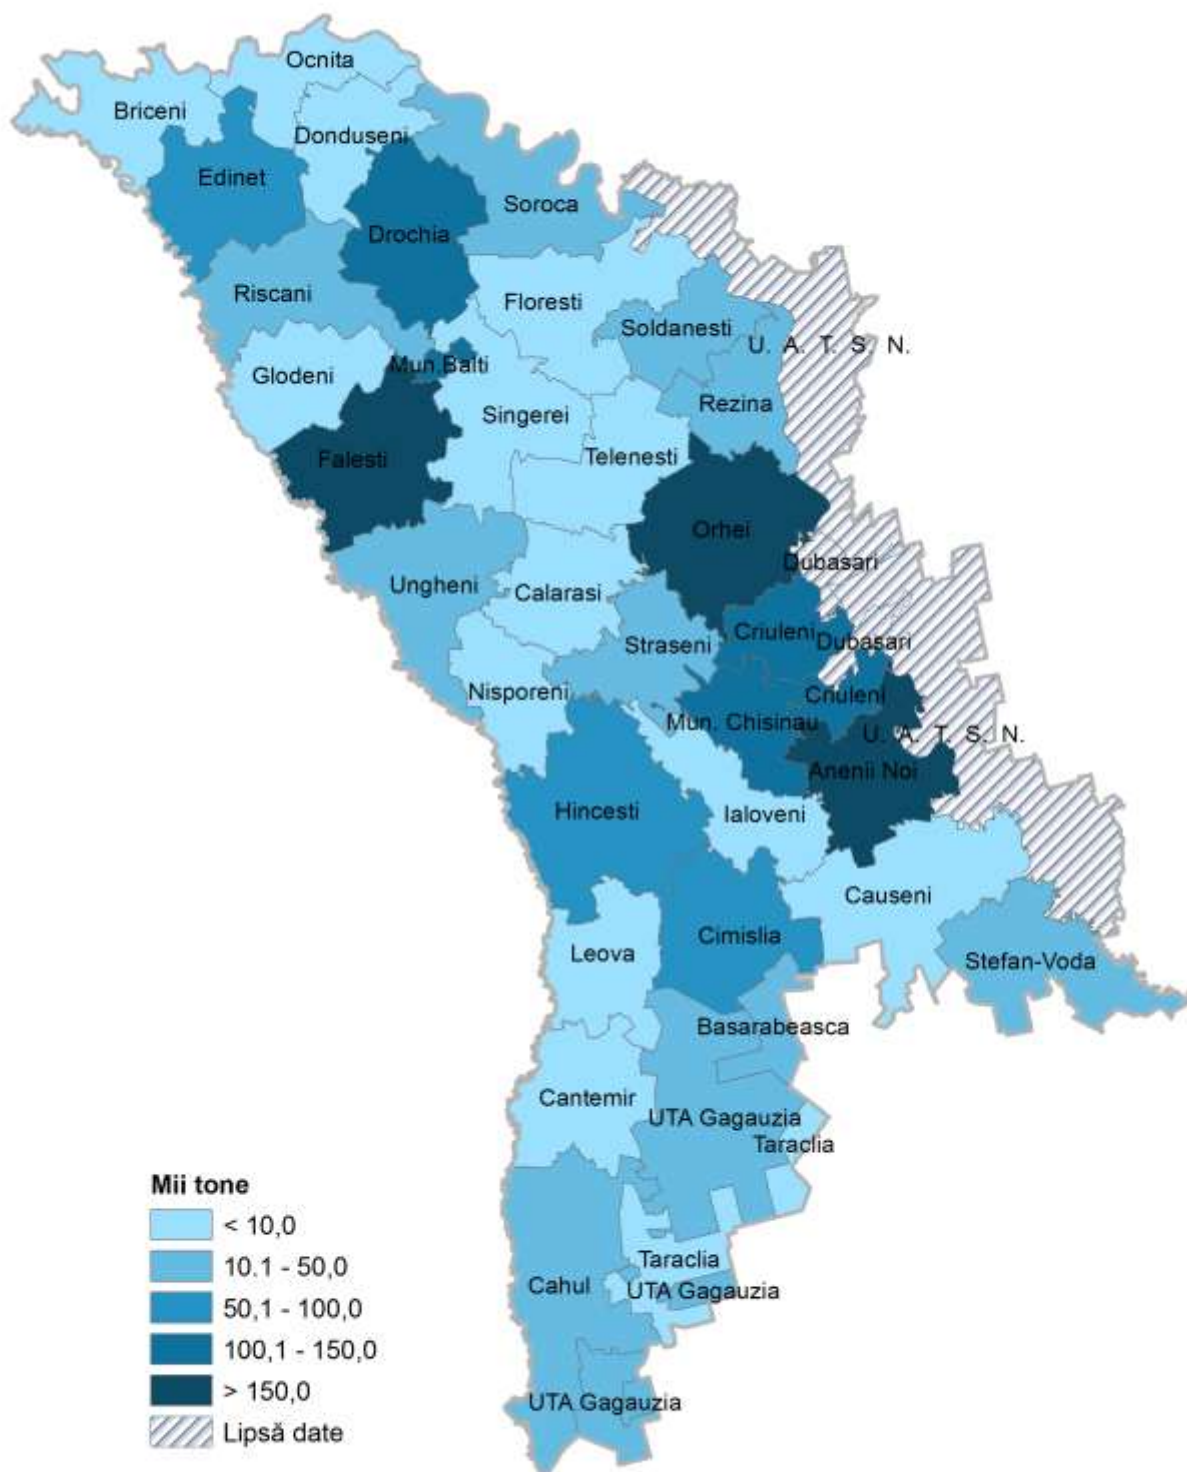 Ocnita
Briceni
Donduseni
Edinet
Soroca
Drochia
Riscani
Floresti
Soldanesti
U. A. T. S. N.
Mun.Balti
Glodeni
Rezina
Singerei
Telenesti
Falesti
Orhei
Dubasari
Ungheni
Calarasi
Criuleni
Dubasari
Straseni
Nisporeni
Criuleni
Mun. Chisinau
U. A. T. S. N.
Anenii Noi
Hincesti
Ialoveni
Causeni
Cimislia
Leova
Stefan-Voda
Basarabeasca
Cantemir
UTA Gagauzia
Taraclia
Taraclia
Cahul
UTA Gagauzia
UTA Gagauzia
Mii tone
< 10,0
10.1 - 50,0
50,1 - 100,0
100,1 - 150,0
> 150,0
Lipsă date